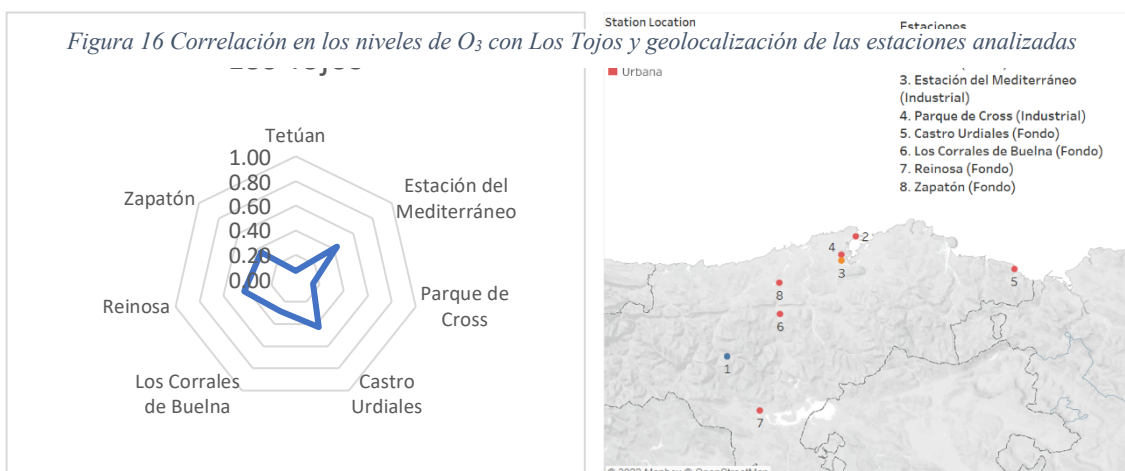 Station Location
Estaciones
Figura 16 Correlación en los niveles de O₃ con Los Tojos y geolocalización de las estaciones analizadas
Urbana
3. Estación del Mediterráneo
(Industrial)
4. Parque de Cross (Industrial)
5. Castro Urdiales (Fondo)
6. Los Corrales de Buelna (Fondo)
7. Reinosa (Fondo)
8. Zapatón (Fondo)
Tetúan
1.00
0.80
0.60
0.40
0.20
0.00
Estación del
Mediterráneo
Parque de
Cross
Castro
Urdiales
Los Corrales
de Buelna
Reinosa
Zapatón
2
4
3
5
8
6
1
7